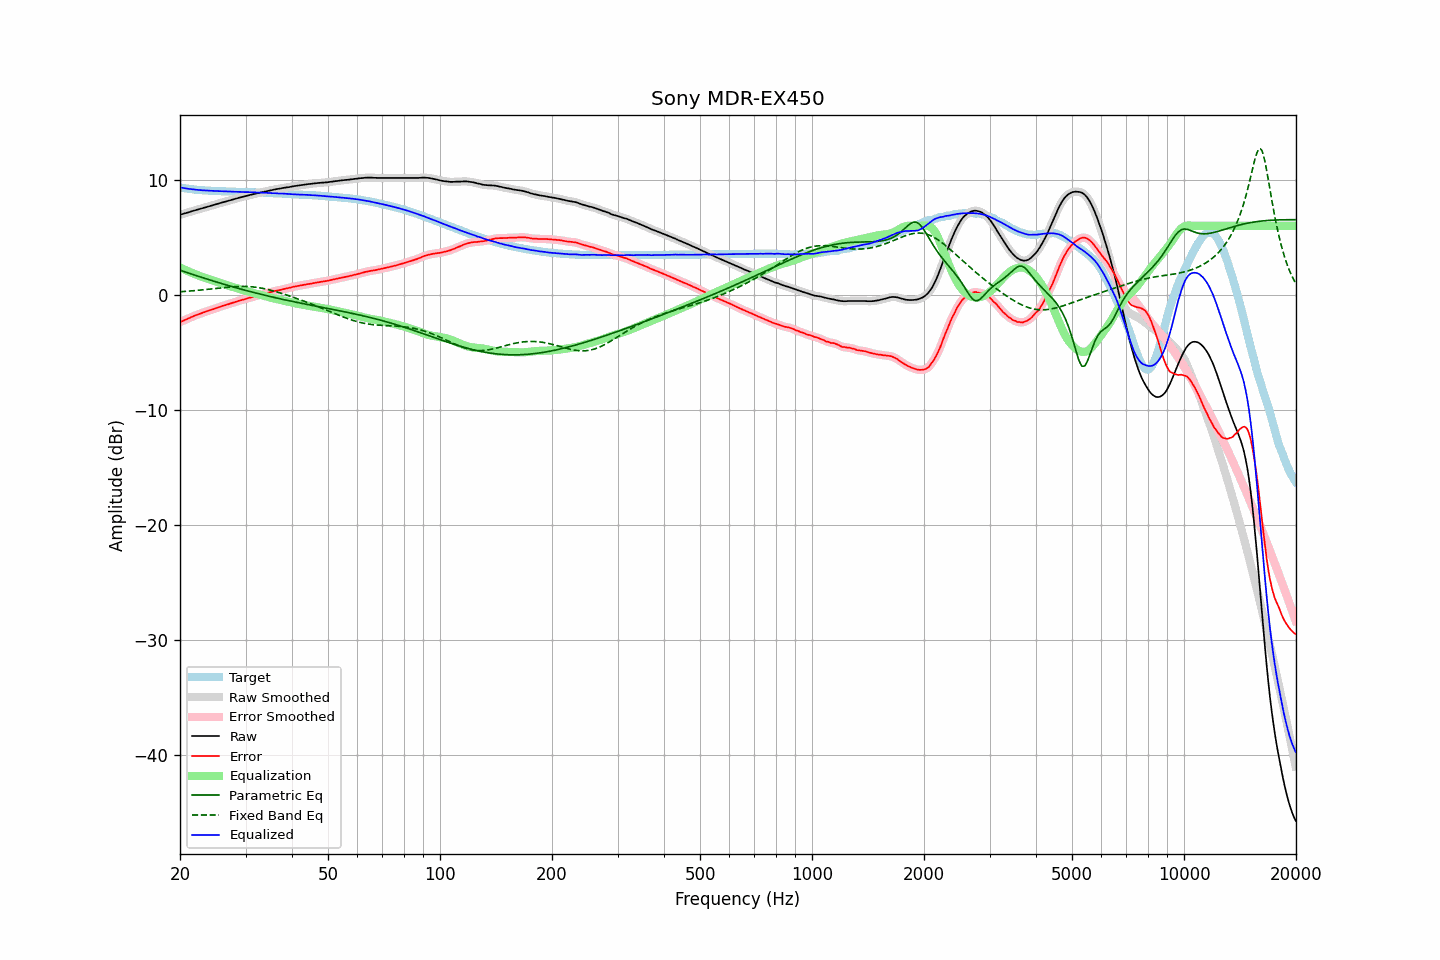 Sony MDR-EX450
Amplitude (dBr)
10
0
−10
−20
−30
−40
Target
Raw Smoothed
Error Smoothed
Raw
Error
Equalization
Parametric Eq
Fixed Band Eq
Equalized
20 50 100 200 500 1000 2000 5000 10000 20000
Frequency (Hz)